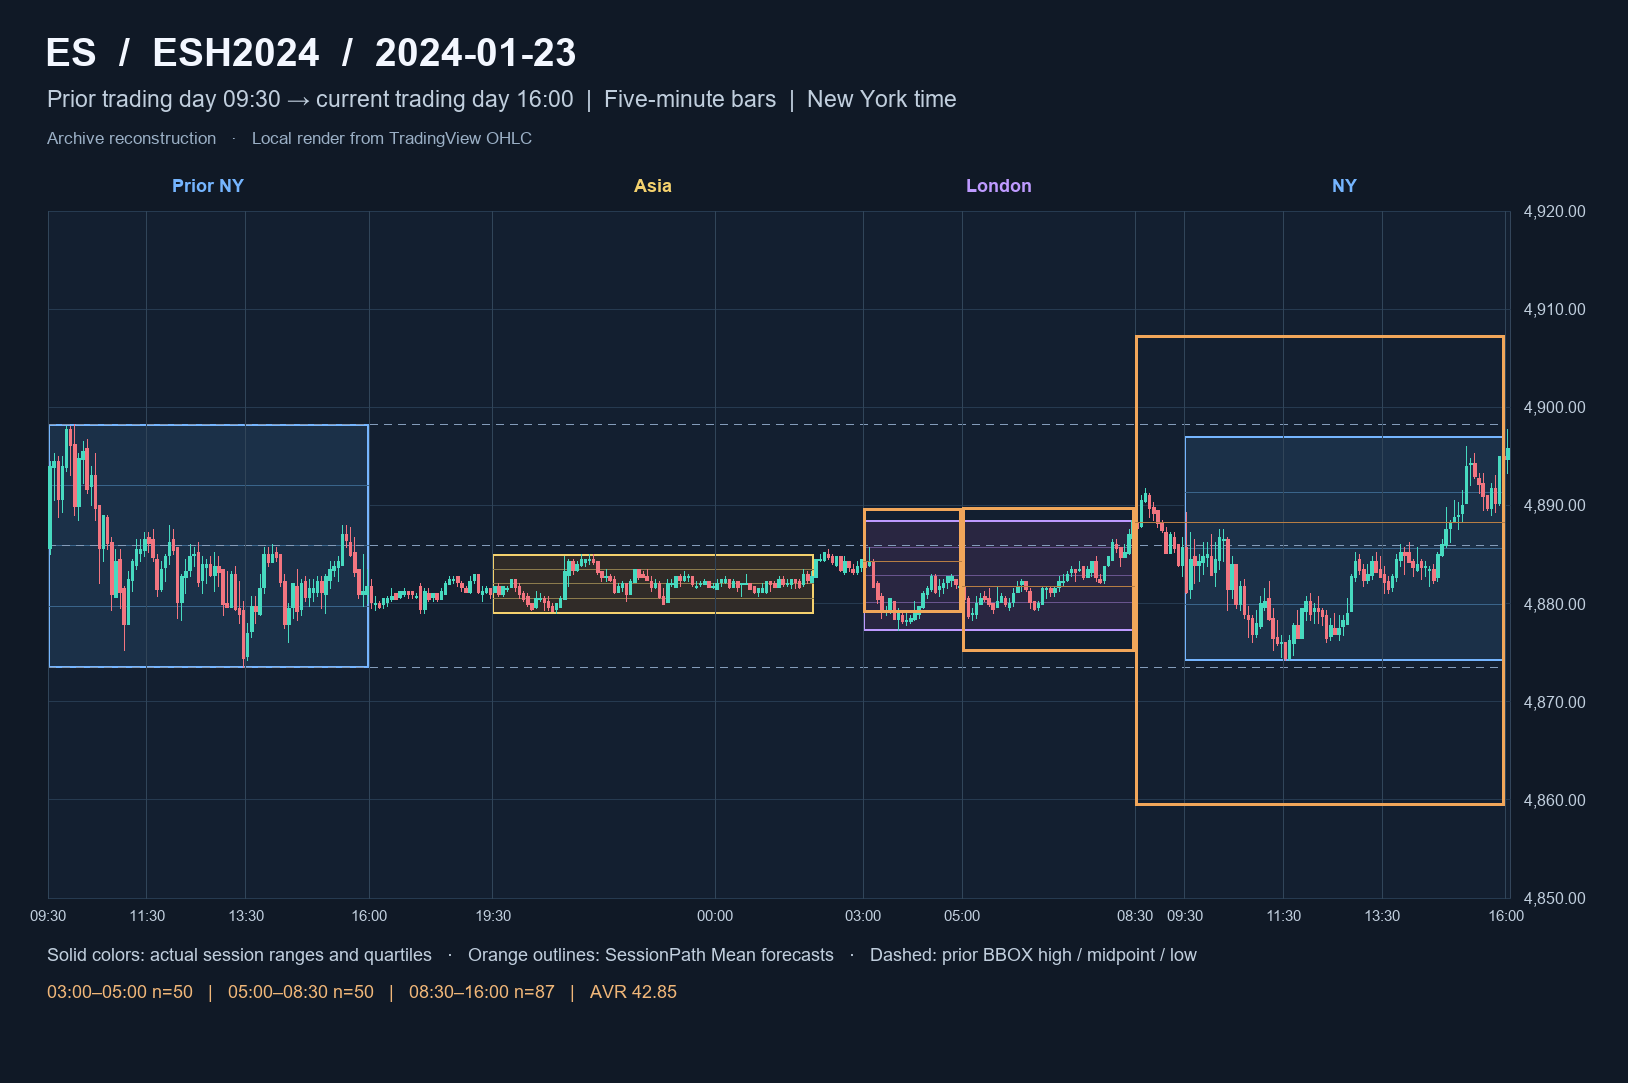 ES / ESH2024 / 2024-01-23
Prior trading day 09:30 → current trading day 16:00 | Five-minute bars | New York time
Archive reconstruction · Local render from TradingView OHLC
Prior NY Asia London NY
4,920.00
4,910.00
4,900.00
4,890.00
4,880.00
4,870.00
4,860.00
4,850.00
09:30 11:30 13:30 16:00 19:30 00:00 03:00 05:00 08:30 09:30 11:30 13:30 16:00
Solid colors: actual session ranges and quartiles · Orange outlines: SessionPath Mean forecasts · Dashed: prior BBOX high / midpoint / low
03:00–05:00 n=50 | 05:00–08:30 n=50 | 08:30–16:00 n=87 | AVR 42.85